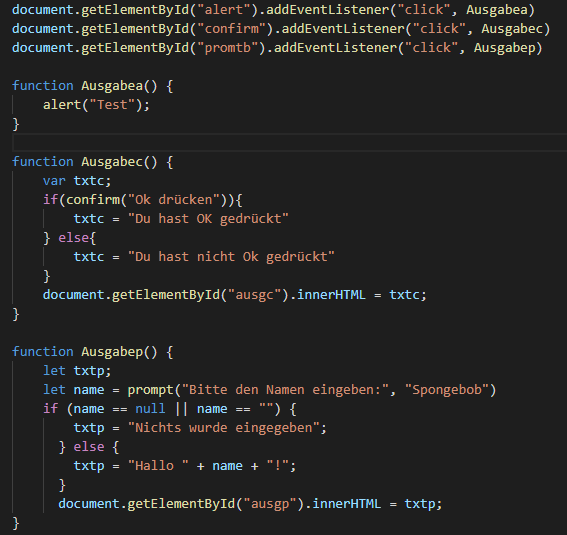 document.getElementById("alert").addEventListener("click", Ausgabea)
document.getElementById("confirm").addEventListener("click", Ausgabec)
document.getElementById("promtb").addEventListener("click", Ausgabep)

function Ausgabea() {
    alert("Test");
}

function Ausgabec() {
    var txtc;
    if(confirm("Ok drücken")){
        txtc = "Du hast OK gedrückt"
    } else{
        txtc = "Du hast nicht Ok gedrückt"
    }
    document.getElementById("ausgc").innerHTML = txtc;
}

function Ausgabep() {
    let txtp;
    let name = prompt("Bitte den Namen eingeben:", "Spongebob")
    if (name == null || name == "") {
        txtp = "Nichts wurde eingegeben";
      } else {
        txtp = "Hallo " + name + "!";
      }
      document.getElementById("ausgp").innerHTML = txtp;
}